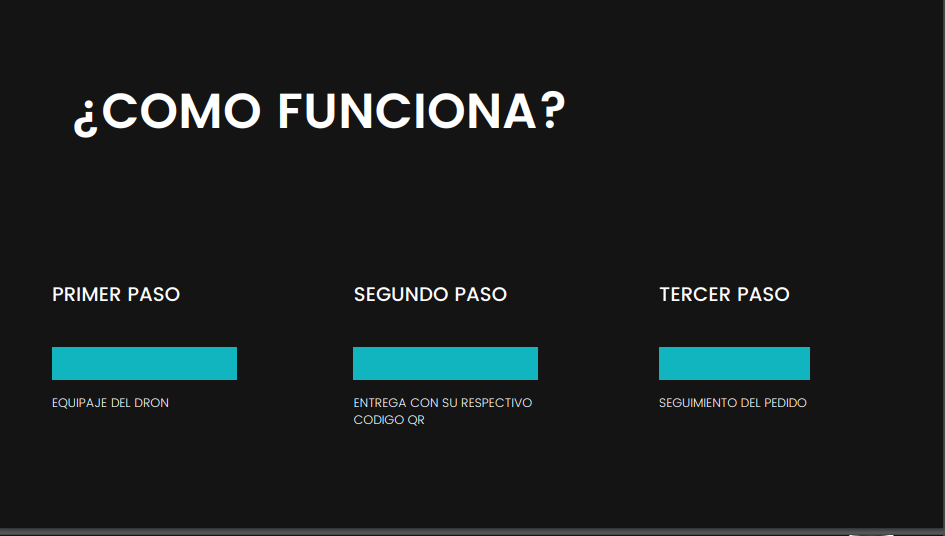 ¿COMO FUNCIONA?
PRIMER PASO
EQUIPAJE DEL DRON
SEGUNDO PASO
ENTREGA CON SU RESPECTIVO
CODIGO QR
TERCER PASO
SEGUIMIENTO DEL PEDIDO